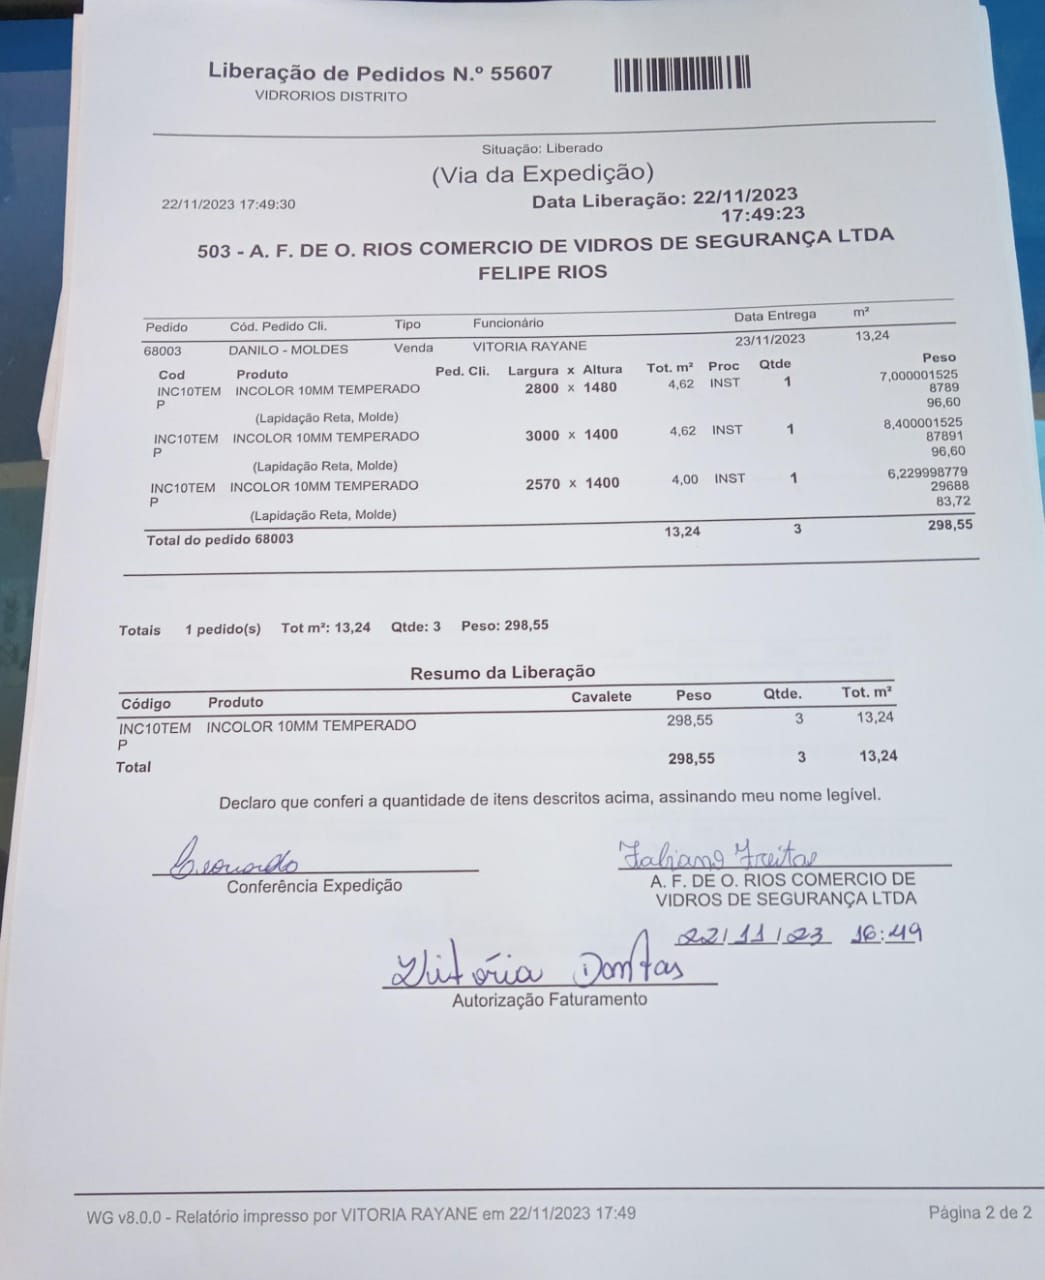 Liberação de Pedidos N.º 55607
VIDRORIOS DISTRITO
Situação: Liberado
(Via da Expedição)
22/11/2023 17:49:30
Data Liberação: 22/11/2023
17:49:23
503 - A. F. DE O. RIOS COMERCIO DE VIDROS DE SEGURANÇA LTDA
FELIPE RIOS
Pedido Cód. Pedido Cli. Tipo Funcionário Data Entrega m²
68003 DANILO - MOLDES Venda VITORIA RAYANE 23/11/2023 13,24
Cod Produto Ped. Cli. Largura x Altura Tot. m² Proc Qtde Peso
INC10TEM INCOLOR 10MM TEMPERADO 2800 x 1480 4,62 INST 1 7,000001525
P 8789
(Lapidação Reta, Molde) 96,60
INC10TEM INCOLOR 10MM TEMPERADO 3000 x 1400 4,62 INST 1 8,400001525
P 87891
(Lapidação Reta, Molde) 96,60
INC10TEM INCOLOR 10MM TEMPERADO 2570 x 1400 4,00 INST 1 6,229998779
P 29688
(Lapidação Reta, Molde) 83,72
Total do pedido 68003 13,24 3 298,55
Totais 1 pedido(s) Tot m²: 13,24 Qtde: 3 Peso: 298,55
Resumo da Liberação
Código Produto Cavalete Peso Qtde. Tot. m²
INC10TEM INCOLOR 10MM TEMPERADO 298,55 3 13,24
P
Total 298,55 3 13,24
Declaro que conferi a quantidade de itens descritos acima, assinando meu nome legível.
Leonardo Fabiano Freitas
Conferência Expedição A. F. DE O. RIOS COMERCIO DE
VIDROS DE SEGURANÇA LTDA
22/11/23 16:49
Vitória Dantas
Autorização Faturamento
WG v8.0.0 - Relatório impresso por VITORIA RAYANE em 22/11/2023 17:49 Página 2 de 2